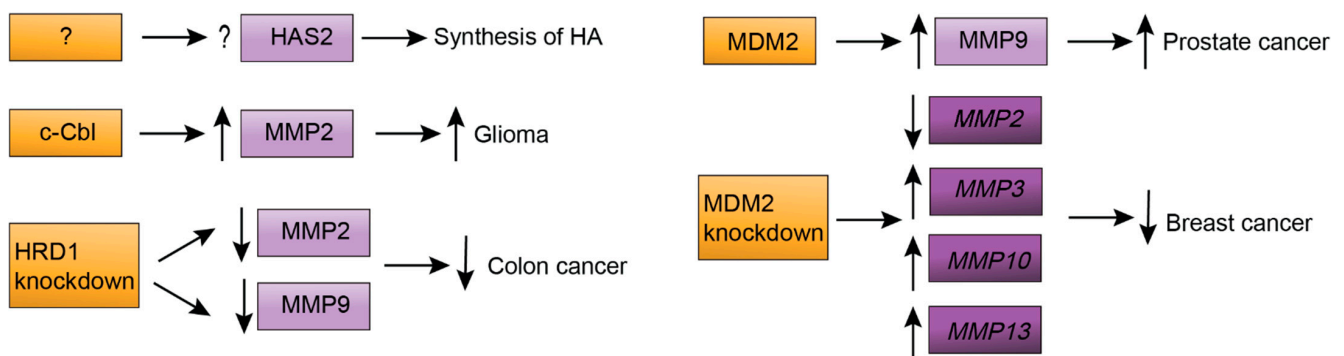 ?
?
HAS2
Synthesis of HA
c-Cbl
MMP2
Glioma
HRD1
knockdown
MMP2
MMP9
Colon cancer
MDM2
MMP9
Prostate cancer
MDM2
knockdown
MMP2
MMP3
MMP10
MMP13
Breast cancer